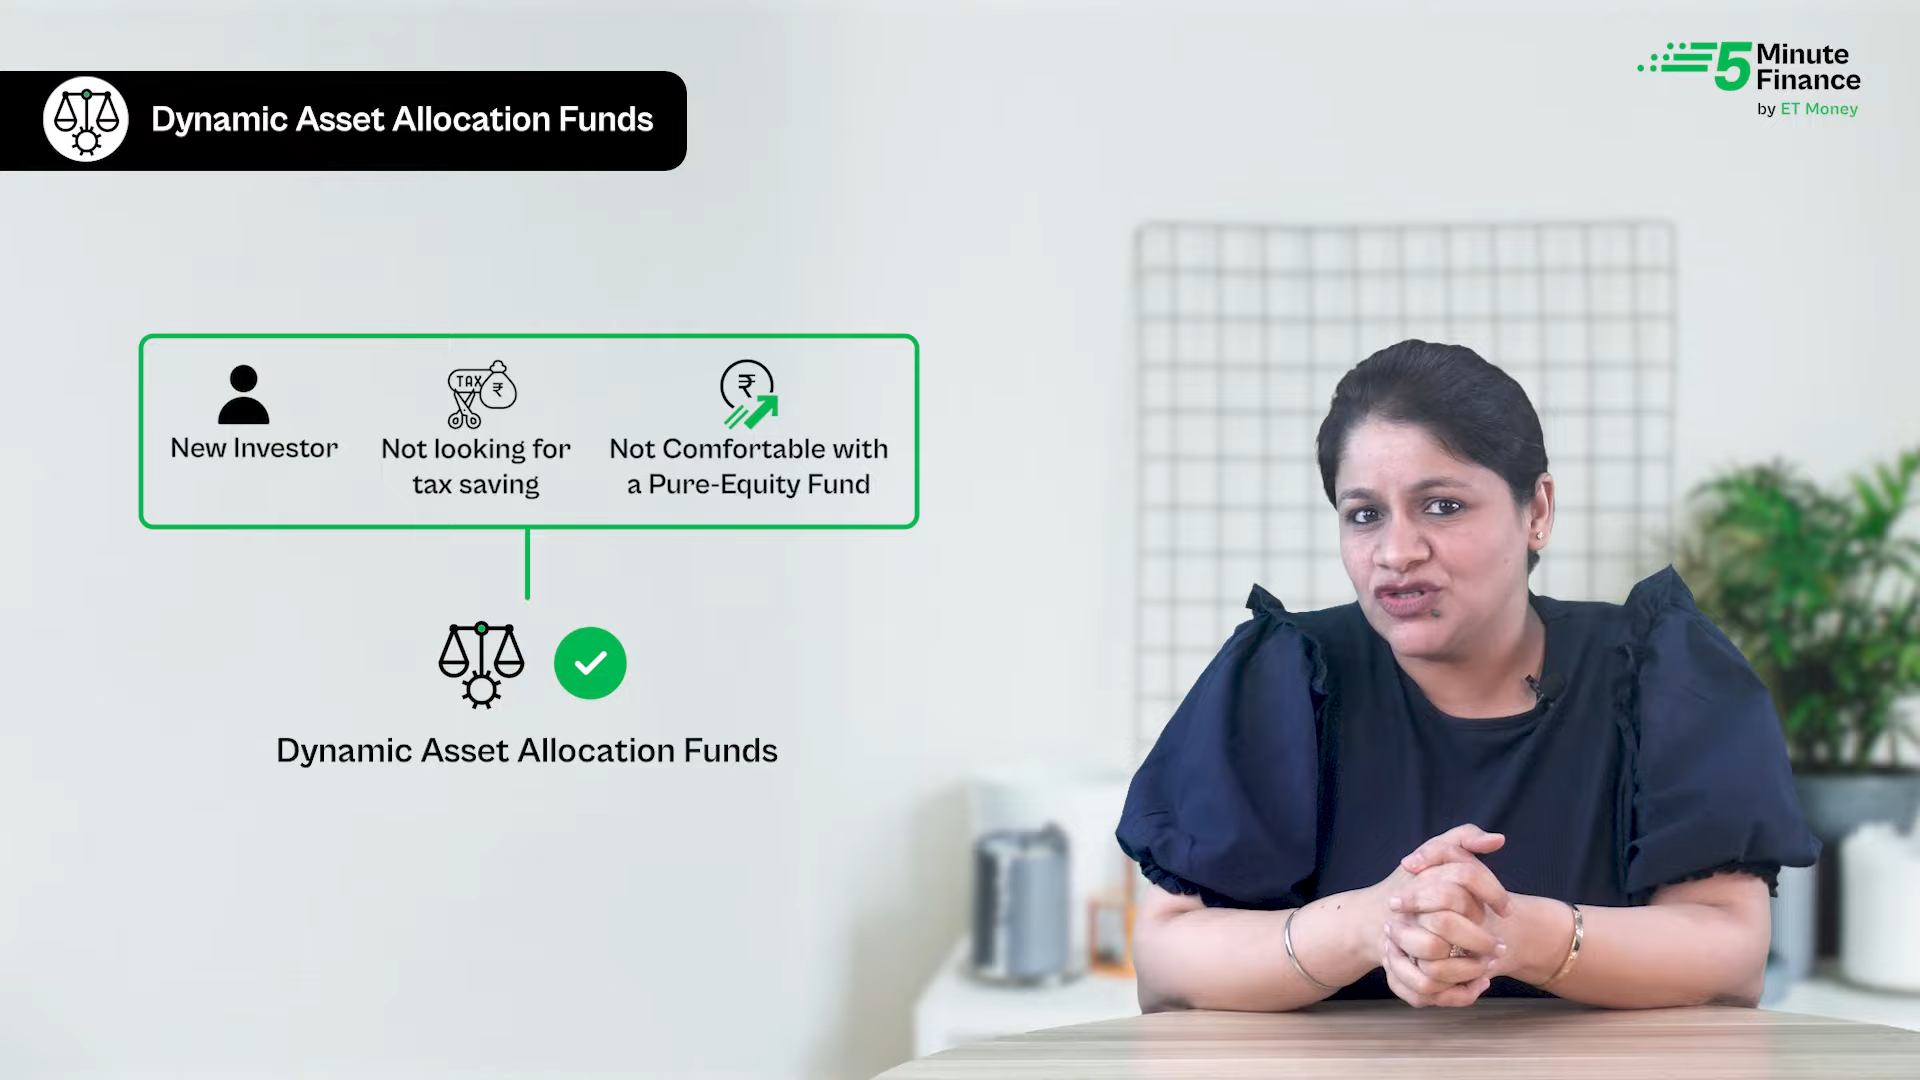 Dynamic Asset Allocation Funds
5 Minute
Finance
by ET Money
TAX
₹
₹
New Investor
Not looking for
tax saving
Not Comfortable with
a Pure-Equity Fund
Dynamic Asset Allocation Funds